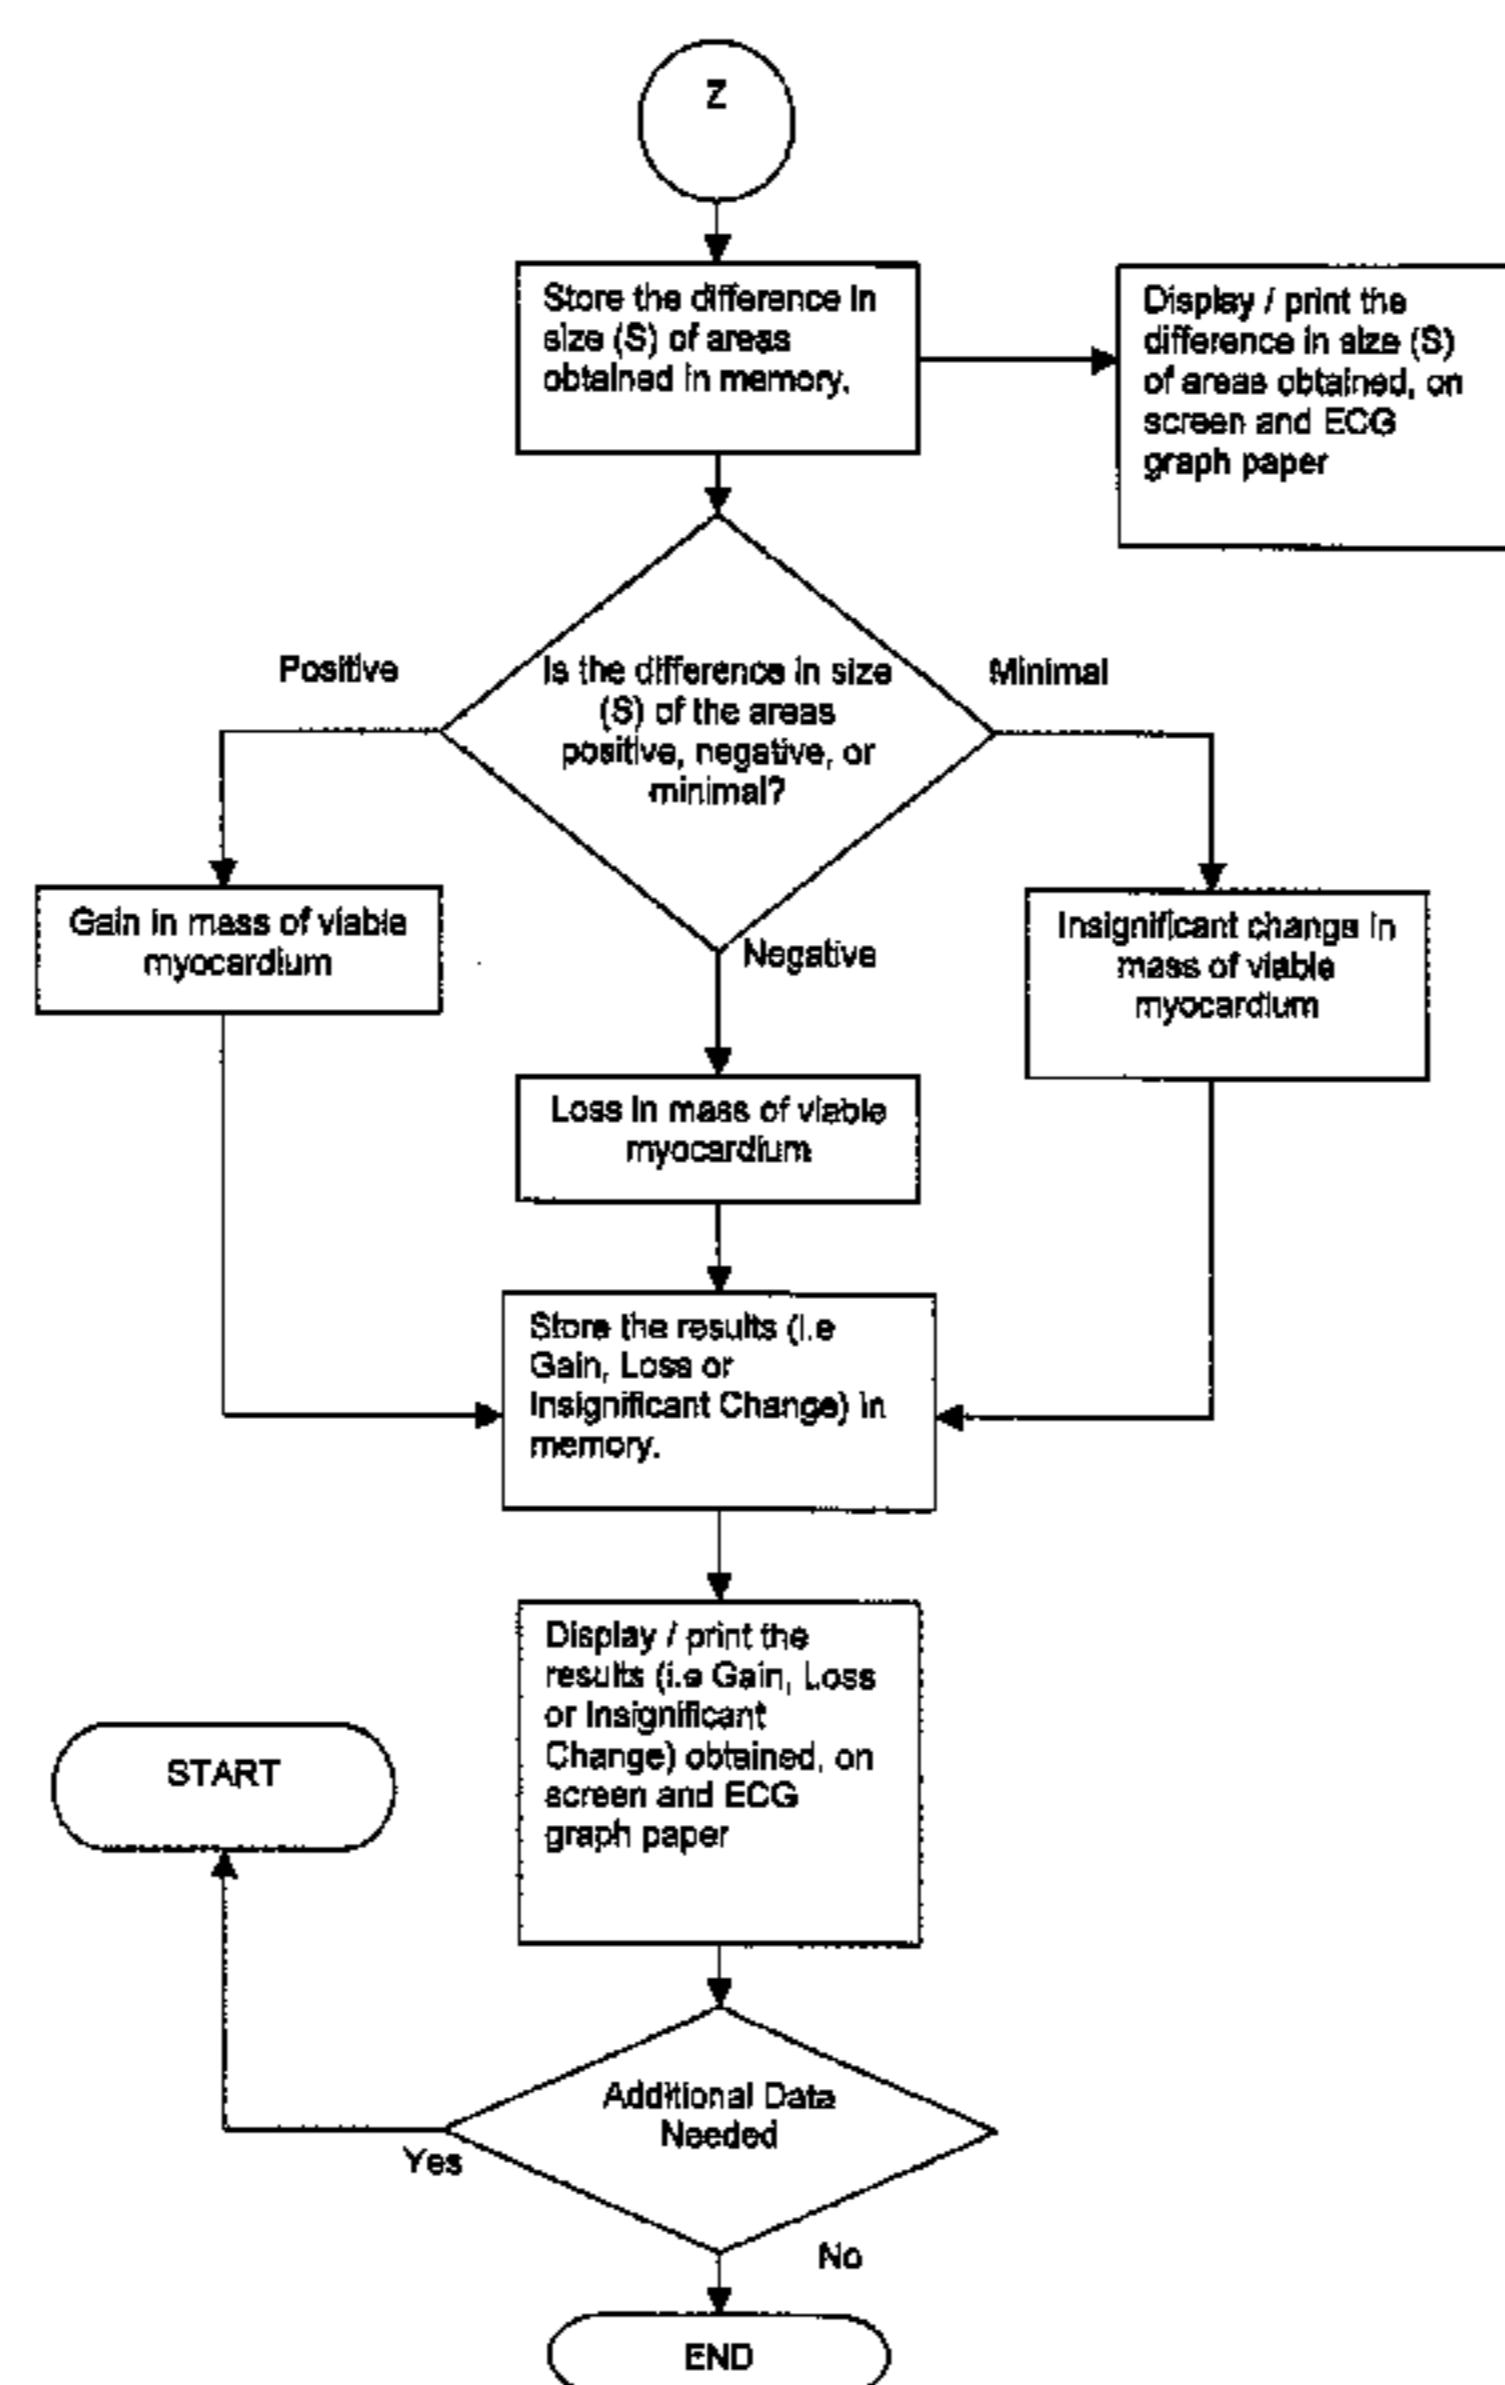 Z
Store the difference in
size (S) of areas
obtained in memory.
Display / print the
difference in size (S)
of areas obtained, on
screen and ECG
graph paper
Positive
Is the difference in size
(S) of the areas
positive, negative, or
minimal?
Minimal
Negative
Gain in mass of viable
myocardium
Insignificant change in
mass of viable
myocardium
Loss in mass of viable
myocardium
Store the results (i.e
Gain, Loss or
Insignificant Change) in
memory.
Display / print the
results (i.e Gain, Loss
or Insignificant
Change) obtained, on
screen and ECG
graph paper
START
Additional Data
Needed
Yes
No
END